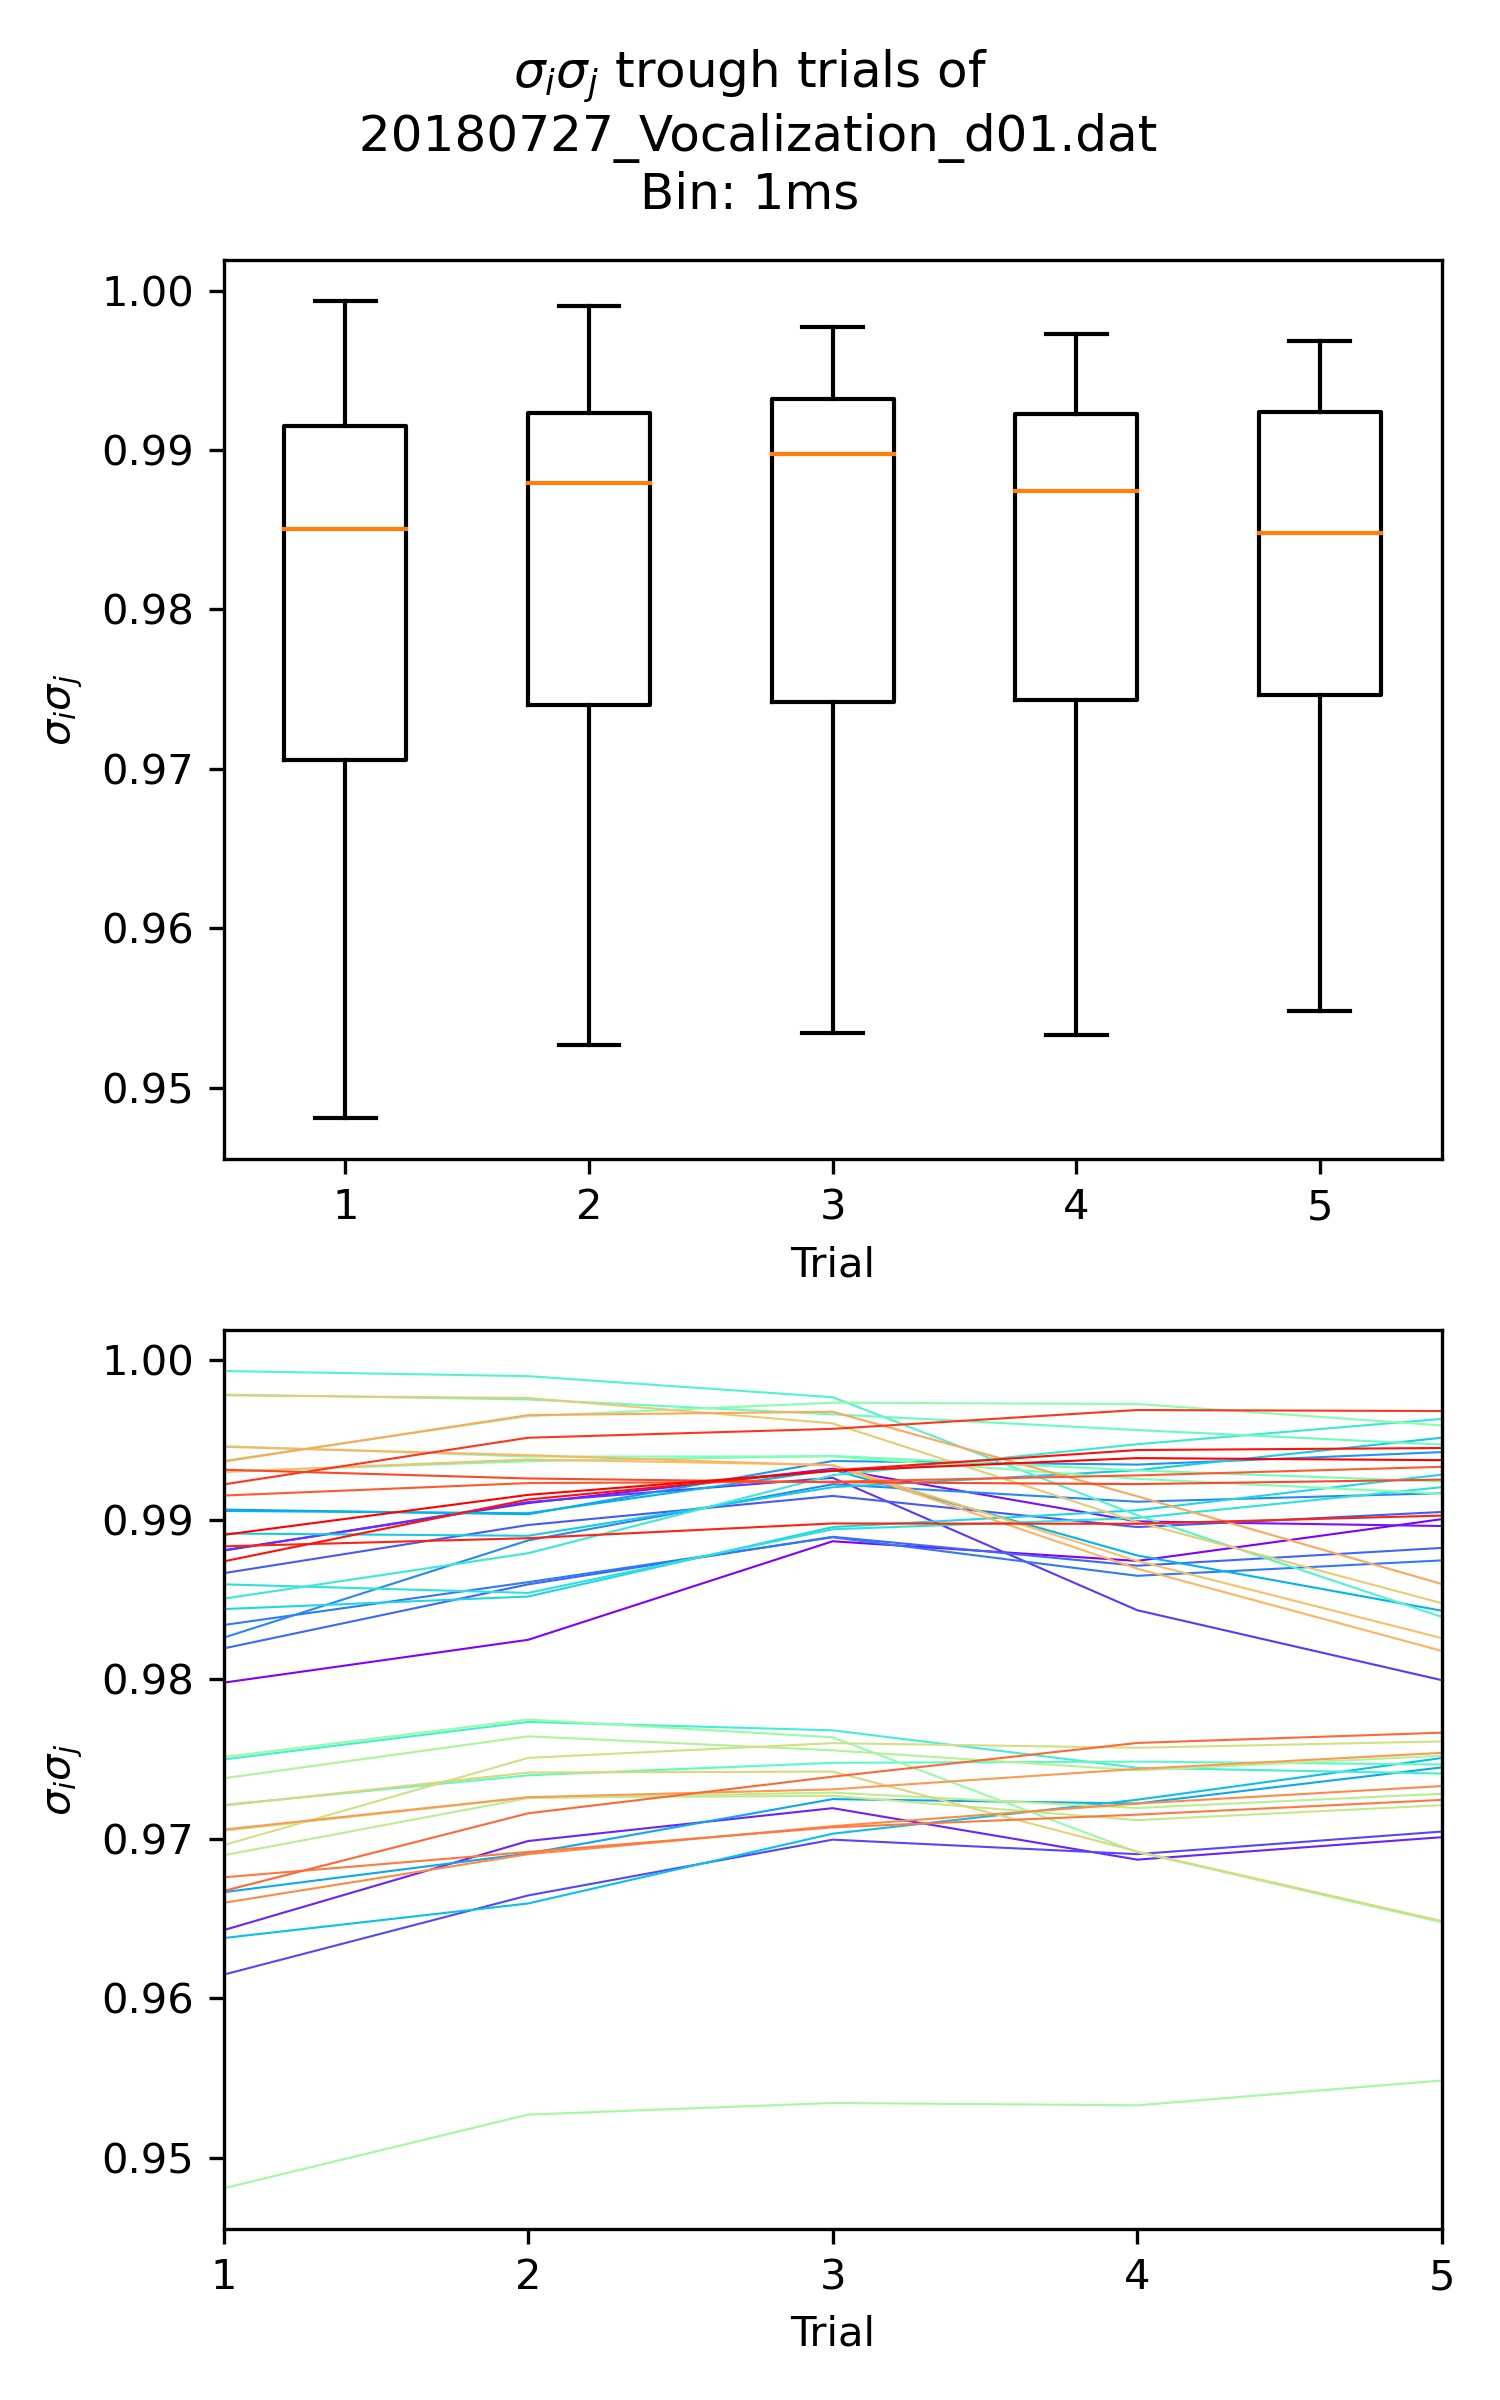 σᵢσⱼ trough trials of
20180727_Vocalization_d01.dat
Bin: 1ms
1.00
0.99
0.98
0.97
0.96
0.95
σᵢσⱼ
1 2 3 4 5
Trial
1.00
0.99
0.98
0.97
0.96
0.95
σᵢσⱼ
1 2 3 4 5
Trial